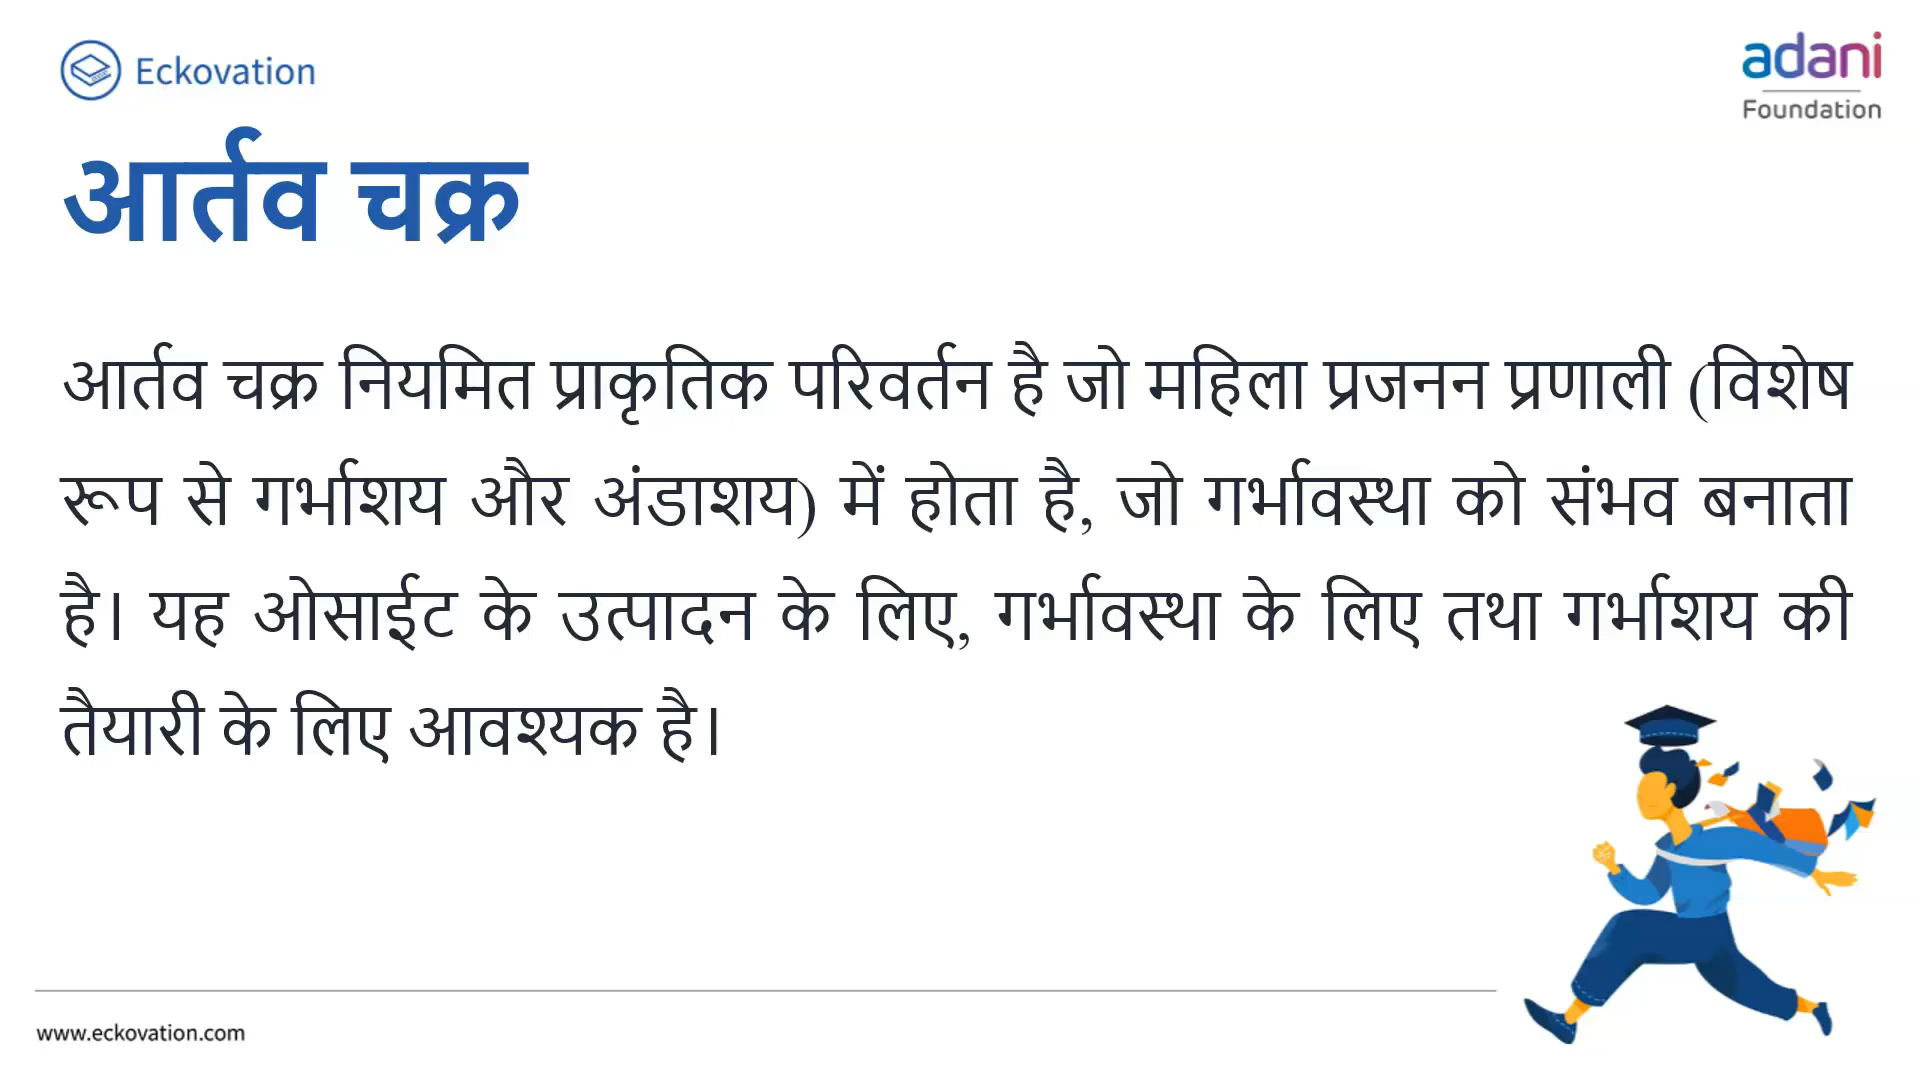 Eckovation
adani
Foundation
आर्तव चक्र
आर्तव चक्र नियमित प्राकृतिक परिवर्तन है जो महिला प्रजनन प्रणाली (विशेष
रूप से गर्भाशय और अंडाशय) में होता है, जो गर्भावस्था को संभव बनाता
है। यह ओसाईट के उत्पादन के लिए, गर्भावस्था के लिए तथा गर्भाशय की
तैयारी के लिए आवश्यक है।
www.eckovation.com